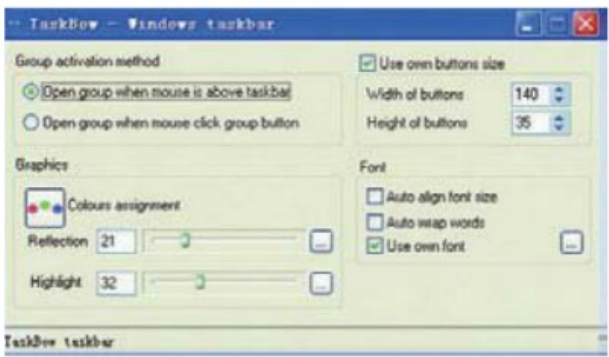 TaskBow - Windows taskbar
Group activation method
Open group when mouse is above taskbar
Open group when mouse click group button
Use own buttons size
Width of buttons 140
Height of buttons 35
Graphics
Colours assignment
Reflection 21 ...
Highlight 32 ...
Font
Auto align font size
Auto wrap words
Use own font ...
TaskBow taskbar